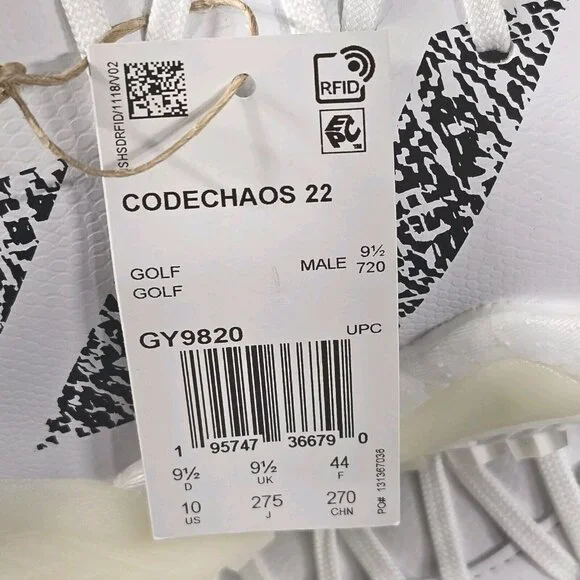 SHSDRFID/1118/V02
RFID
EPC™
CODECHAOS 22
GOLF
GOLF
MALE 9½
720
GY9820
UPC
1 95747 36679 0
9½ 9½ 44
D UK F
10 275 270
US J CHN
PO# 131367036